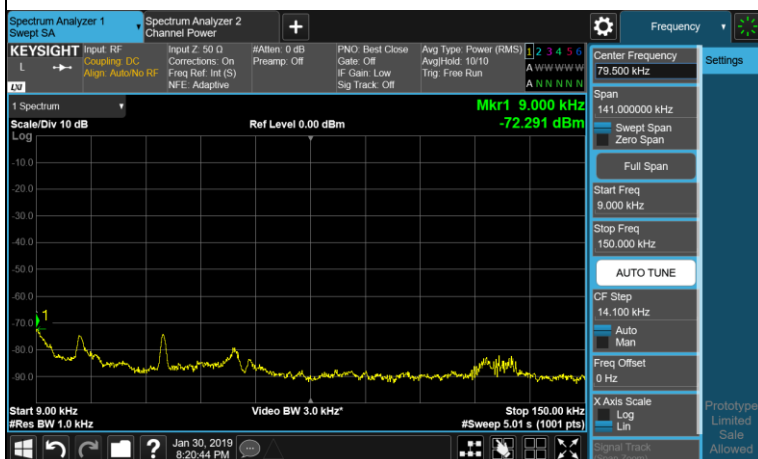 Spectrum Analyzer 1
Swept SA
Spectrum Analyzer 2
Channel Power
+
Frequency
KEYSIGHT
L
LXI
Input: RF
Coupling: DC
Align: Auto/No RF
Input Z: 50 Ω
Corrections: On
Freq Ref: Int (S)
NFE: Adaptive
#Atten: 0 dB
Preamp: Off
PNO: Best Close
Gate: Off
IF Gain: Low
Sig Track: Off
Avg Type: Power (RMS)
Avg|Hold: 10/10
Trig: Free Run
1 2 3 4 5 6
A W W W W W
A N N N N N
1 Spectrum
Scale/Div 10 dB
Log
Ref Level 0.00 dBm
Mkr1 9.000 kHz
-72.291 dBm
-10.0
-20.0
-30.0
-40.0
-50.0
-60.0
-70.0
-80.0
-90.0
1
Start 9.00 kHz
#Res BW 1.0 kHz
Video BW 3.0 kHz*
Stop 150.00 kHz
#Sweep 5.01 s (1001 pts)
Jan 30, 2019
8:20:44 PM
?
Center Frequency
79.500 kHz
Span
141.000000 kHz
Swept Span
Zero Span
Full Span
Start Freq
9.000 kHz
Stop Freq
150.000 kHz
AUTO TUNE
CF Step
14.100 kHz
Auto
Man
Freq Offset
0 Hz
X Axis Scale
Log
Lin
Signal Track
(Span Zoom)
Settings
Prototype
Limited
Sale
Allowed